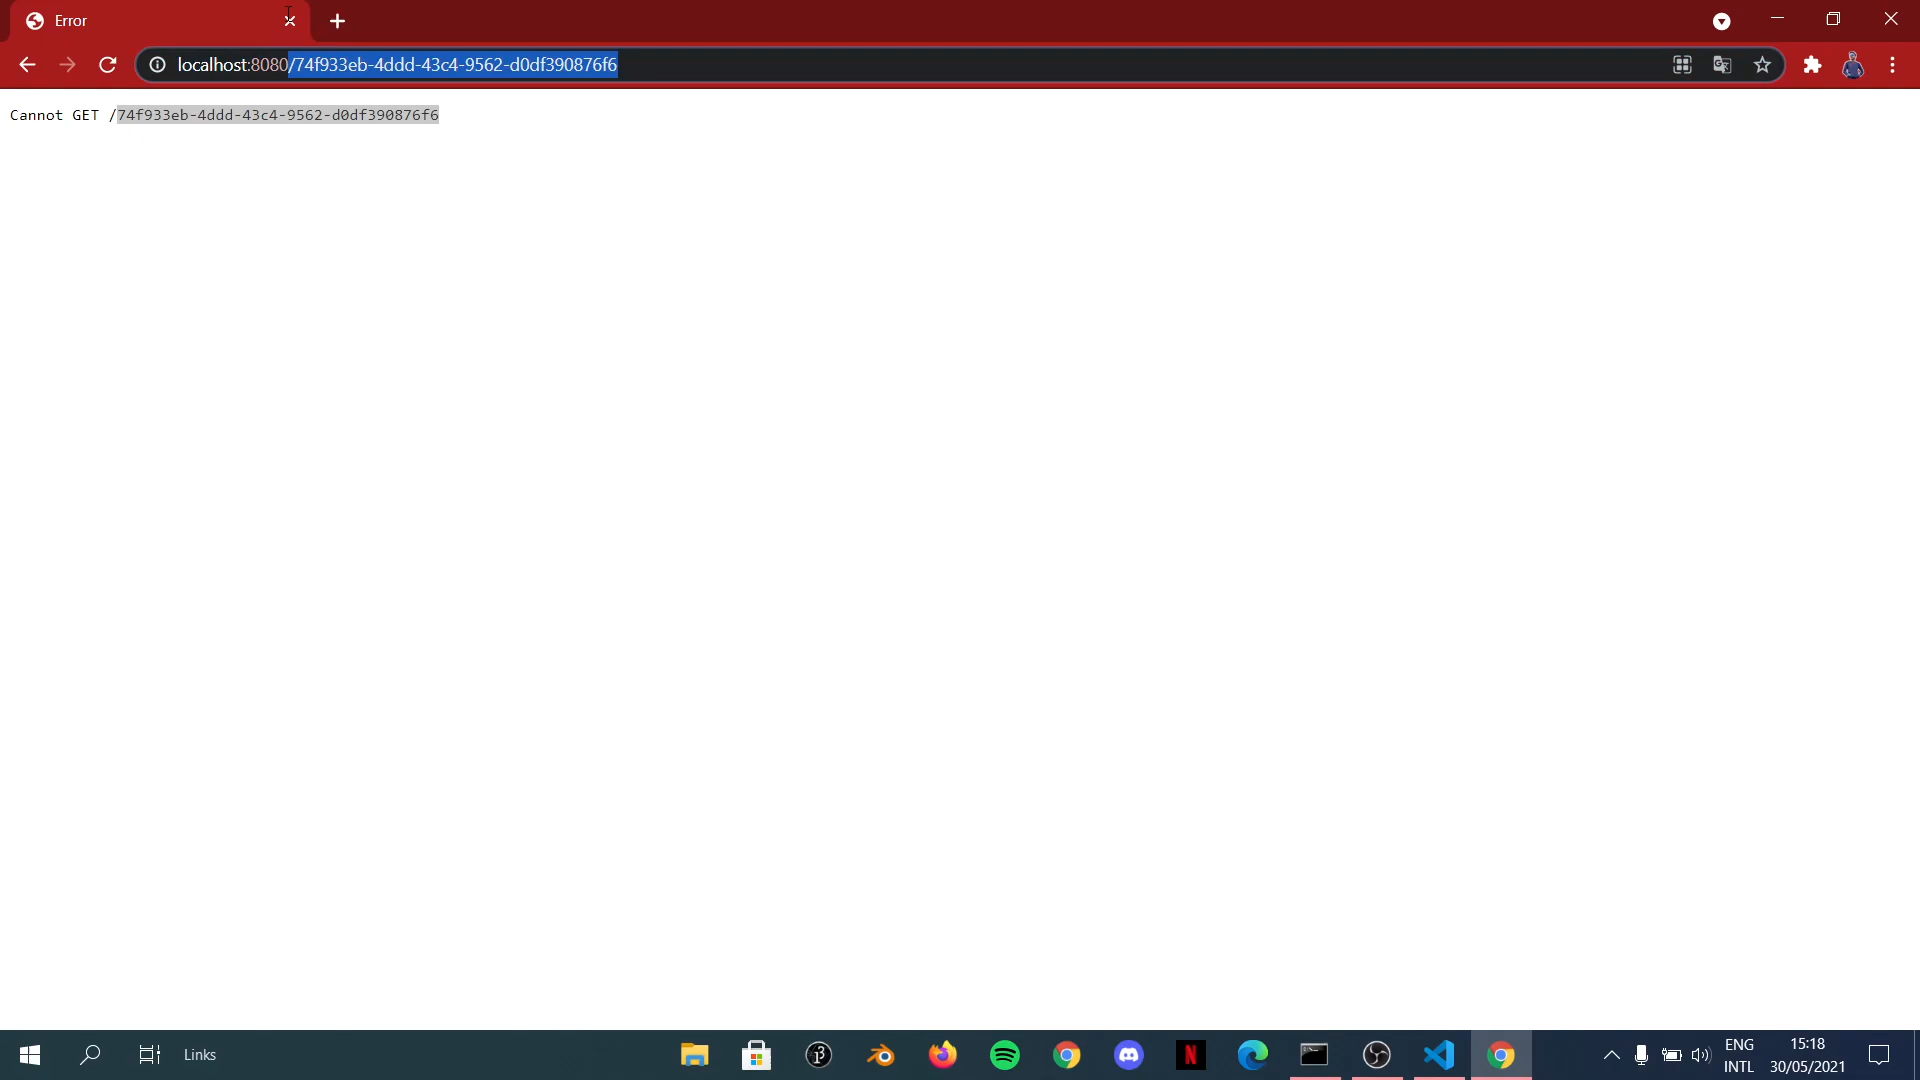 Error
localhost:8080/74f933eb-4ddd-43c4-9562-d0df390876f6
Cannot GET /74f933eb-4ddd-43c4-9562-d0df390876f6
Links
ENG
INTL
15:18
30/05/2021